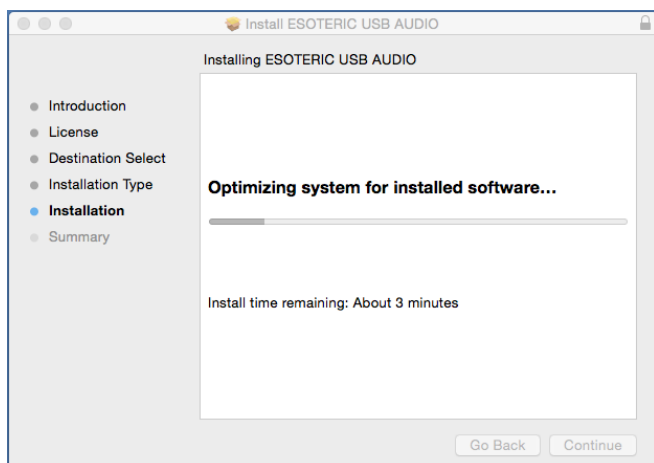 Install ESOTERIC USB AUDIO
Installing ESOTERIC USB AUDIO
Introduction
License
Destination Select
Installation Type
Installation
Summary
Optimizing system for installed software...
Install time remaining: About 3 minutes
Go Back
Continue